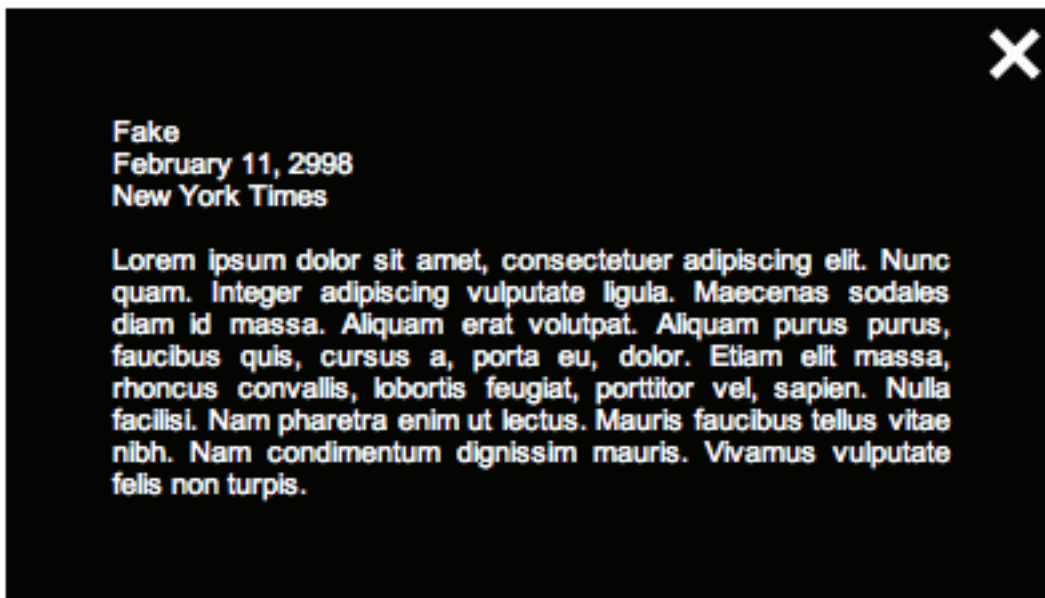 Fake
February 11, 2998
New York Times
Lorem ipsum dolor sit amet, consectetuer adipiscing elit. Nunc
quam. Integer adipiscing vulputate ligula. Maecenas sodales
diam id massa. Aliquam erat volutpat. Aliquam purus purus,
faucibus quis, cursus a, porta eu, dolor. Etiam elit massa,
rhoncus convallis, lobortis feugiat, porttitor vel, sapien. Nulla
facilisi. Nam pharetra enim ut lectus. Mauris faucibus tellus vitae
nibh. Nam condimentum dignissim mauris. Vivamus vulputate
felis non turpis.